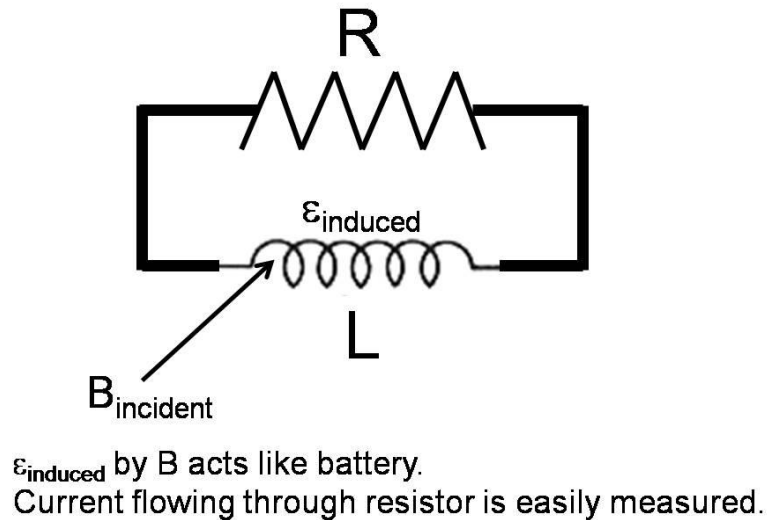 R
εinduced
L
Bincident
εinduced by B acts like battery.
Current flowing through resistor is easily measured.